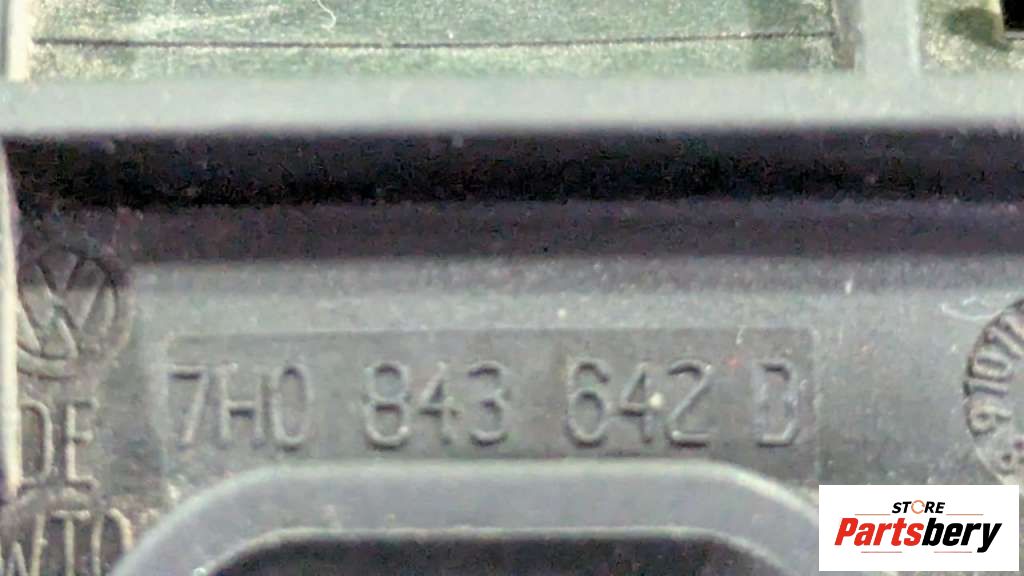 7H0 843 642 D
DE
STORE
Partsbery